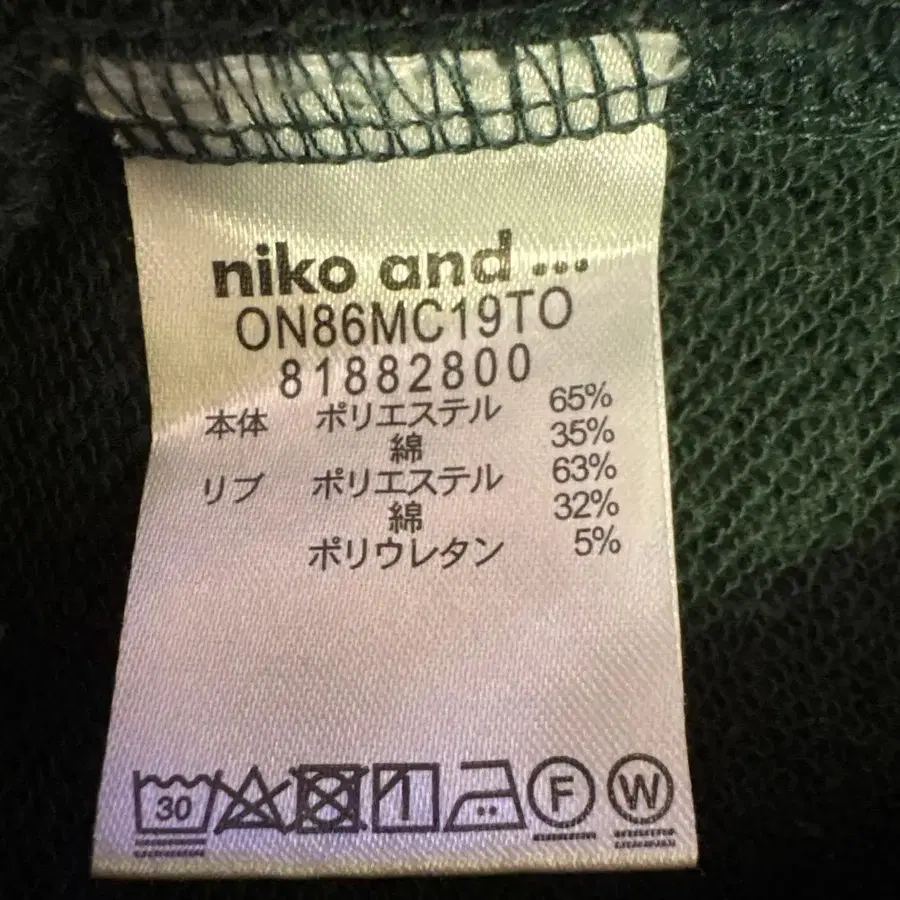 niko and ...
ON86MC19TO
81882800
本体 ポリエステル 65%
綿 35%
リブ ポリエステル 63%
綿 32%
ポリウレタン 5%
30 F W